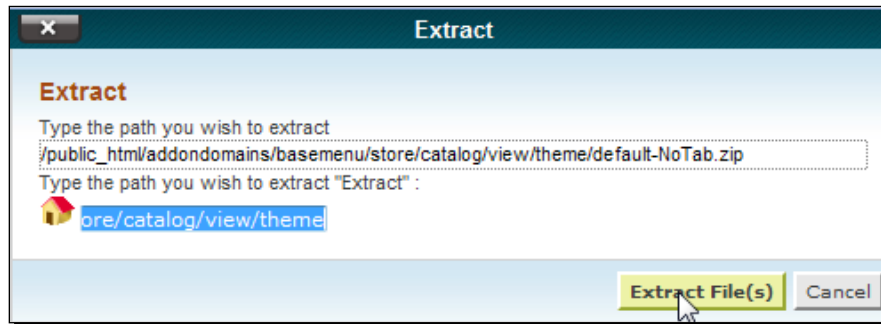 Extract
Extract
Type the path you wish to extract
/public_html/addondomains/basemenu/store/catalog/view/theme/default-NoTab.zip
Type the path you wish to extract "Extract" :
ore/catalog/view/theme
Extract File(s) Cancel